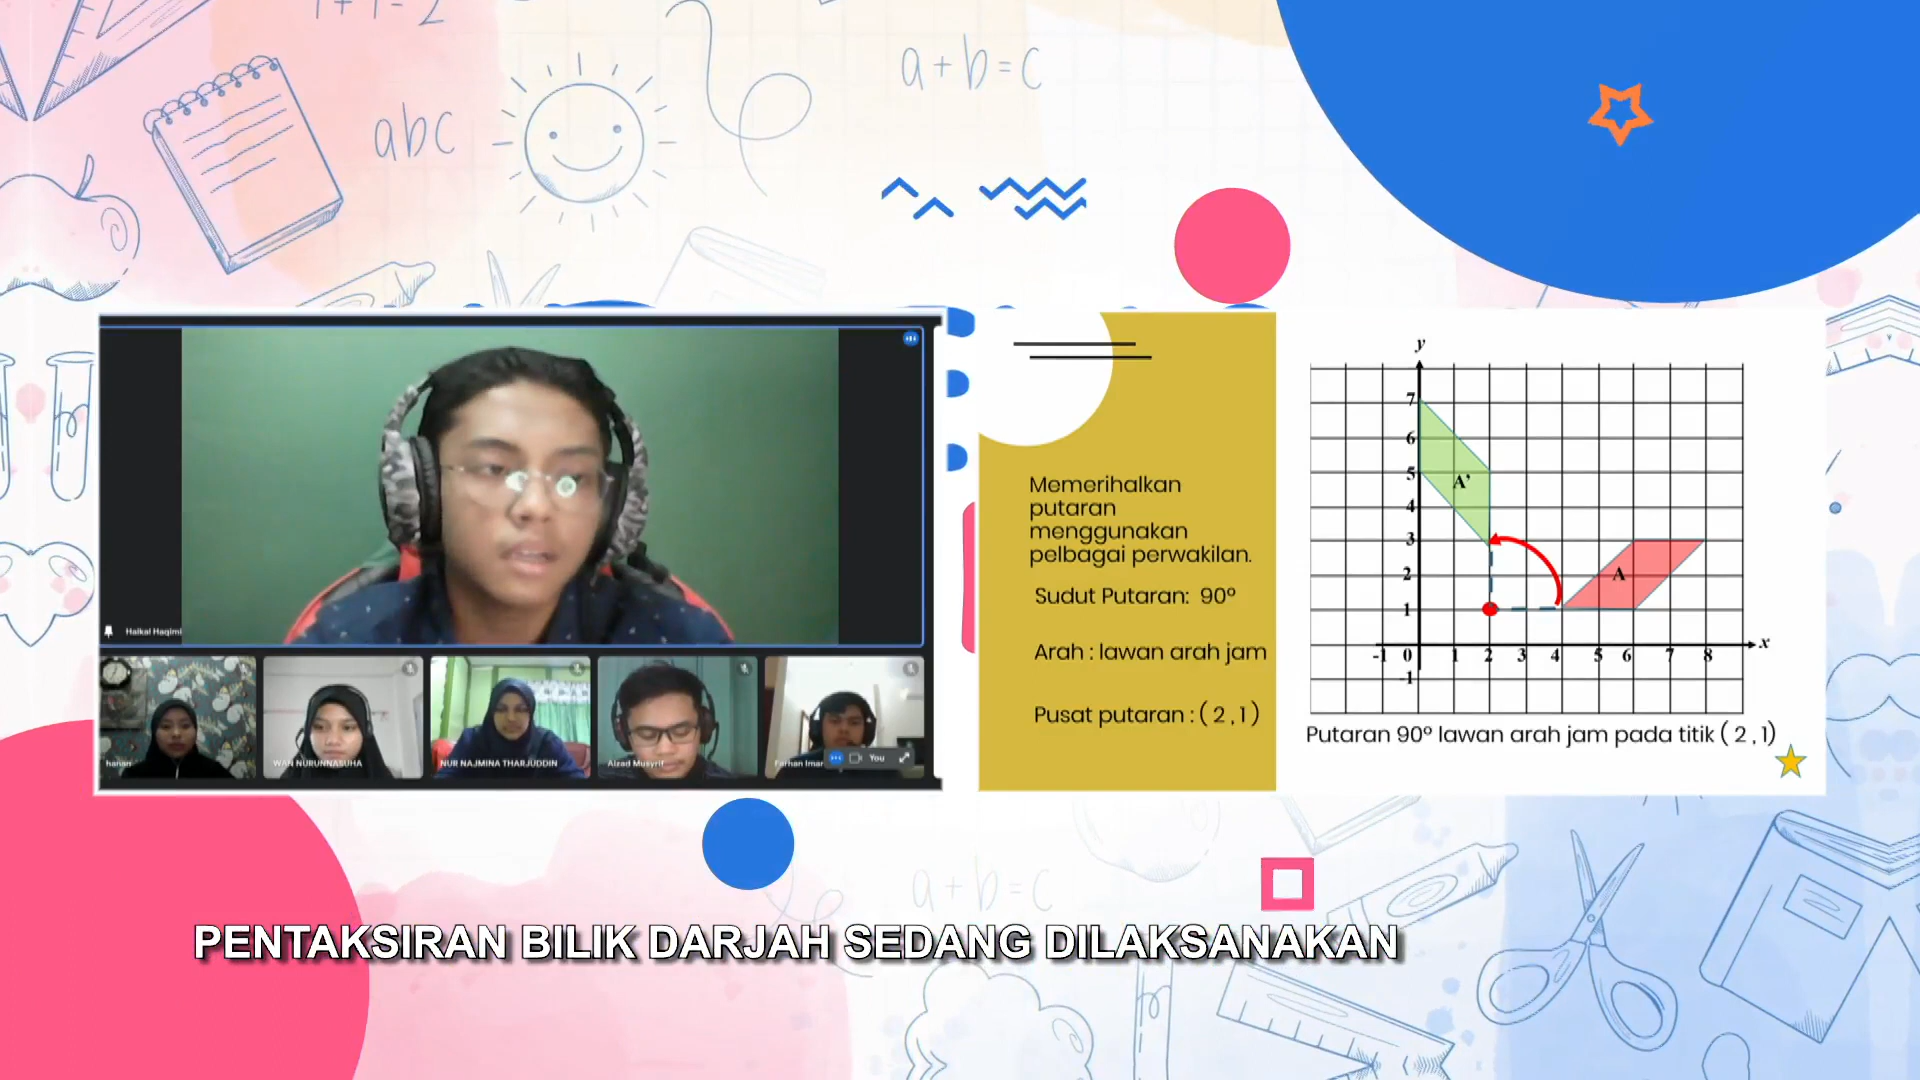 1 + 1 = 2
a + b = c
abc
Haikal Haqimi
hanan
WAN NURUNNASUHA
NUR NAJMINA THARJUDDIN
Aizad Musyrif
Farhan Imar
You
Memerihalkan
putaran
menggunakan
pelbagai perwakilan.
Sudut Putaran: 90°
Arah : lawan arah jam
Pusat putaran : ( 2 , 1 )
y
7
6
5
4
3
2
1
A'
A
-1 0 1 2 3 4 5 6 7 8 x
-1
Putaran 90° lawan arah jam pada titik ( 2 , 1)
a + b = c
PENTAKSIRAN BILIK DARJAH SEDANG DILAKSANAKAN